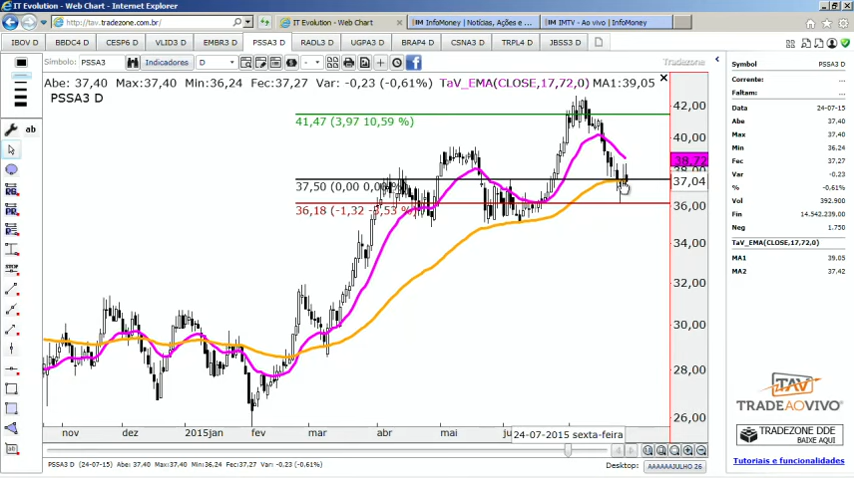 IT Evolution - Web Chart
http://tav.tradezone.com.br/
IT Evolution - Web Chart
InfoMoney | Notícias, Ações e ...
IMTV - Ao vivo | InfoMoney
IBOV D
BBDC4 D
CESP6 D
VLID3 D
EMBR3 D
PSSA3 D
RADL3 D
UGPA3 D
BRAP4 D
CSNA3 D
TRPL4 D
JBSS3 D
Símbolo:
PSSA3
Indicadores
D
Tradezone
Abe: 37,40 Max:37,40 Min:36,24 Fec:37,27 Var: -0,23 (-0,61%) TaV_EMA(CLOSE,17,72,0) MA1:39,05
PSSA3 D
ab
41,47 (3,97 10,59 %)
37,50 (0,00
36,18 (-1,32
42,00
40,00
38,72
37,04
36,00
34,00
32,00
30,00
28,00
26,00
nov
dez
2015jan
fev
mar
abr
mai
24-07-2015 sexta-feira
PSSA3 D (24-07-15) Abe: 37,40 Max:37,40 Min:36,24 Fec:37,27 Var: -0,23 (-0,61%)
Desktop:
AAAAAAJULHO 26
Symbol PSSA3 D
Corrente: ...
Faltam: ...
Data 24-07-15
Abe 37,40
Max 37,40
Min 36,24
Fec 37,27
Var -0,23
% -0,61%
Vol 392.900
Fin 14.542.239,00
Neg 1.750
TaV_EMA(CLOSE,17,72,0)
MA1 39,05
MA2 37,42
TAV
TRADEAOVIVO
TRADEZONE DDE
BAIXE AQUI
Tutoriais e funcionalidades